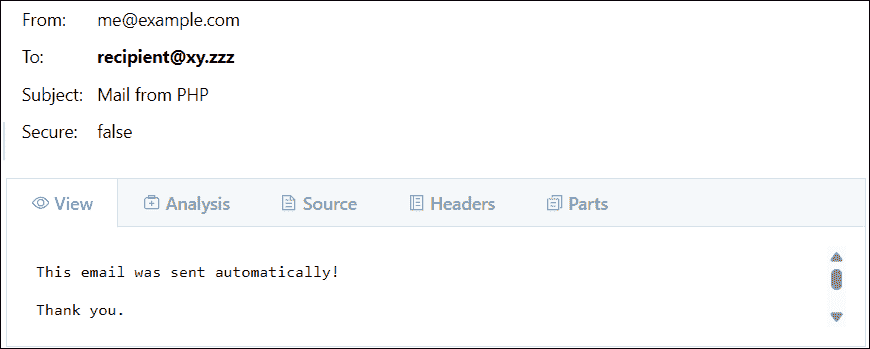 From: me@example.com
To: recipient@xy.zzz
Subject: Mail from PHP
Secure: false
View Analysis Source Headers Parts
This email was sent automatically!
Thank you.